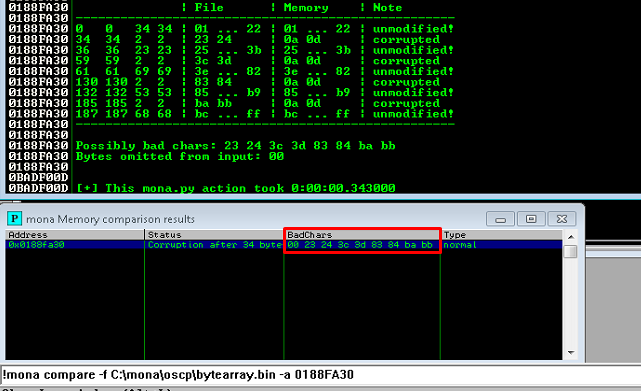 0188FA30 | File | Memory | Note
0188FA30
0188FA30 0 0 34 34 | 01 ... 22 | 01 ... 22 | unmodified!
0188FA30 34 34 2 2 | 23 24 | 0a 0d | corrupted
0188FA30 36 36 23 23 | 25 ... 3b | 25 ... 3b | unmodified!
0188FA30 59 59 2 2 | 3c 3d | 0a 0d | corrupted
0188FA30 61 61 69 69 | 3e ... 82 | 3e ... 82 | unmodified!
0188FA30 130 130 2 2 | 83 84 | 0a 0d | corrupted
0188FA30 132 132 53 53 | 85 ... b9 | 85 ... b9 | unmodified!
0188FA30 185 185 2 2 | ba bb | 0a 0d | corrupted
0188FA30 187 187 68 68 | bc ... ff | bc ... ff | unmodified!
0188FA30
0188FA30
0188FA30 Possibly bad chars: 23 24 3c 3d 83 84 ba bb
0188FA30 Bytes omitted from input: 00
0188FA30
0BADF00D
0BADF00D [+] This mona.py action took 0:00:00.343000
P mona Memory comparison results
Address Status BadChars Type
0x0188fa30 Corruption after 34 byte 00 23 24 3c 3d 83 84 ba bb normal
!mona compare -f C:\mona\oscp\bytearray.bin -a 0188FA30